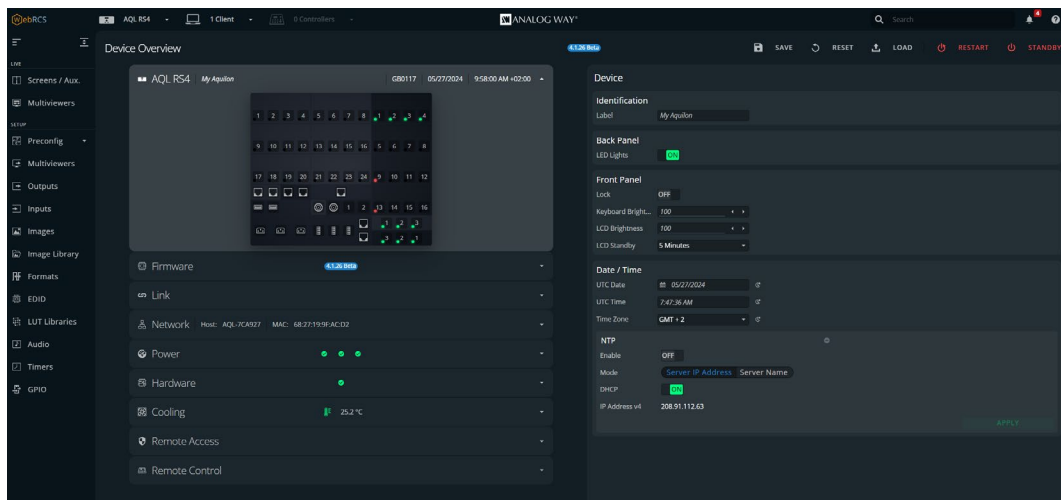 WebRCS AQL RS4 1 Client 0 Controllers ANALOG WAY® Search 4
Device Overview 4.1.26 Beta SAVE RESET LOAD RESTART STANDBY
LIVE
Screens / Aux.
Multiviewers
SETUP
Preconfig
Multiviewers
Outputs
Inputs
Images
Image Library
Formats
EDID
LUT Libraries
Audio
Timers
GPIO
AQL RS4 My Aquilon GB0117 05/27/2024 9:58:00 AM +02:00
1 2 3 4 5 6 7 8 1 2 3 4
9 10 11 12 13 14 15 16 5 6 7 8
17 18 19 20 21 22 23 24 9 10 11 12
1 2 13 14 15 16
1 2 3
3 2 1
Firmware 4.1.26 Beta
Link
Network Host: AQL-7CA927 MAC: 68:27:19:9F:AC:D2
Power
Hardware
Cooling 25.2 °C
Remote Access
Remote Control
Device
Identification
Label My Aquilon
Back Panel
LED Lights ON
Front Panel
Lock OFF
Keyboard Bright... 100
LCD Brightness 100
LCD Standby 5 Minutes
Date / Time
UTC Date 05/27/2024
UTC Time 7:47:36 AM
Time Zone GMT + 2
NTP
Enable OFF
Mode Server IP Address Server Name
DHCP ON
IP Address v4 208.91.112.63
APPLY